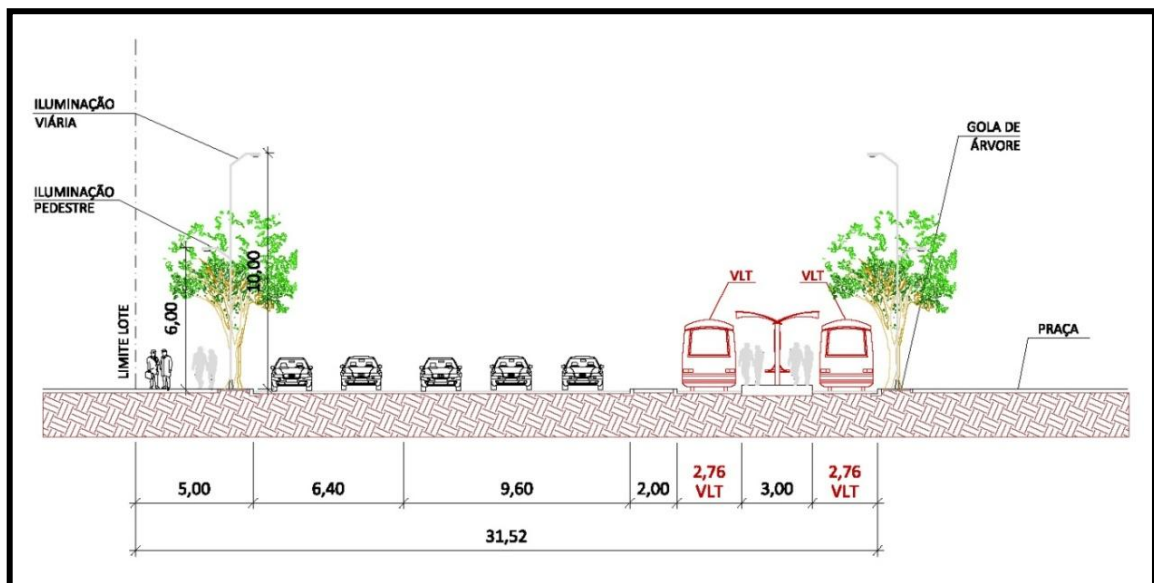 ILUMINAÇÃO
VIÁRIA
ILUMINAÇÃO
PEDESTRE
GOLA DE
ÁRVORE
10,00
6,00
LIMITE LOTE
VLT
VLT
PRAÇA
5,00
6,40
9,60
2,00
2,76
VLT
3,00
2,76
VLT
31,52